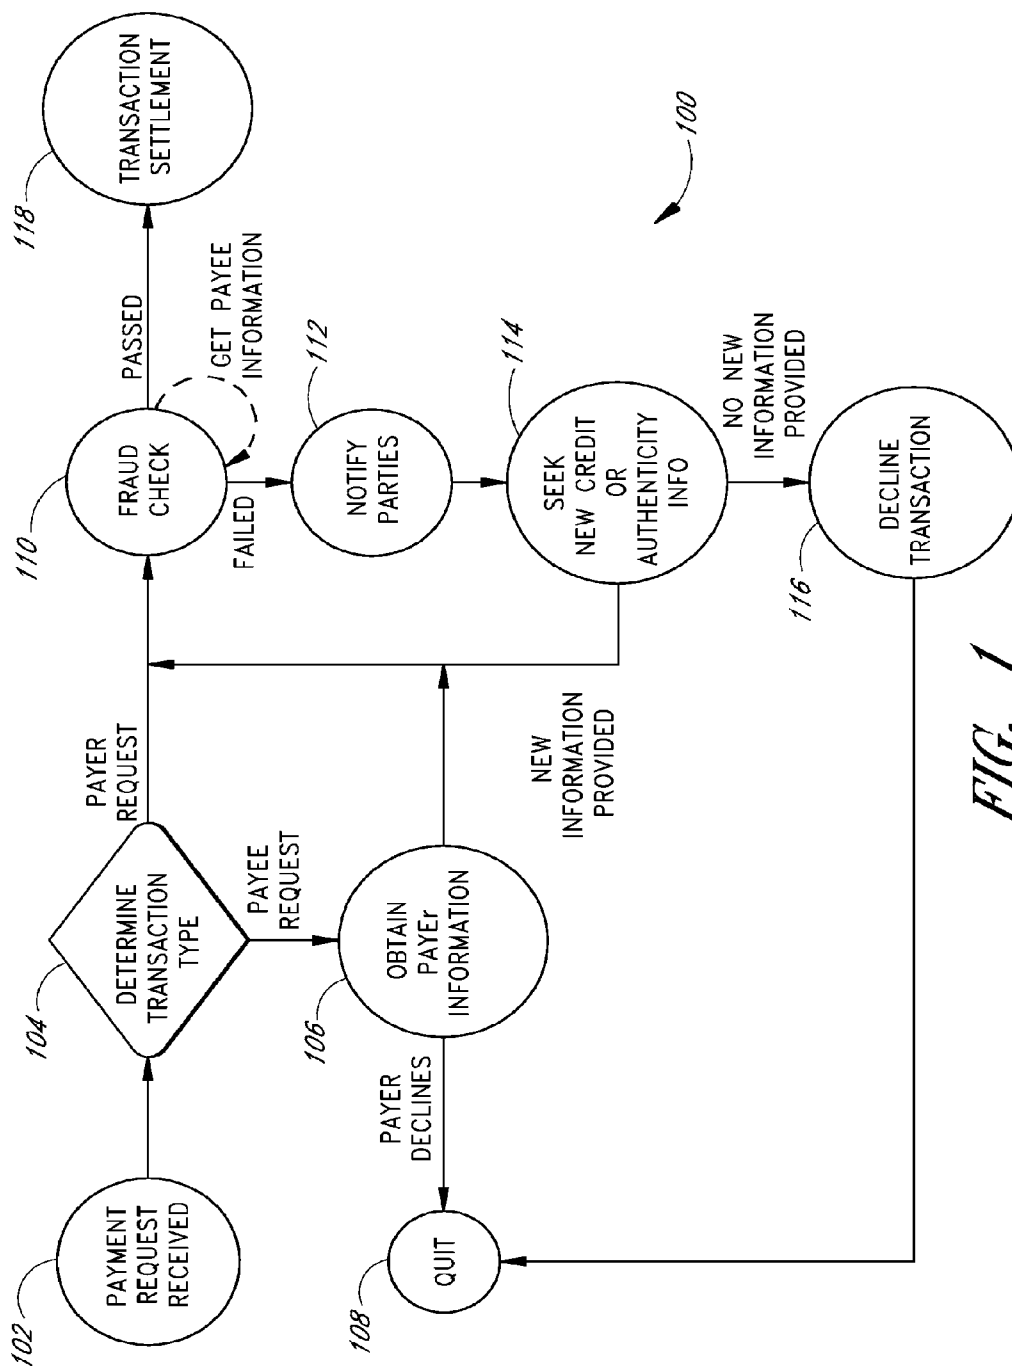 102
PAYMENT
REQUEST
RECEIVED
104
DETERMINE
TRANSACTION
TYPE
PAYER
REQUEST
110
FRAUD
CHECK
PASSED
118
TRANSACTION
SETTLEMENT
PAYEE
REQUEST
FAILED
GET PAYEE
INFORMATION
108
QUIT
PAYER
DECLINES
106
OBTAIN
PAYEr
INFORMATION
112
NOTIFY
PARTIES
NEW
INFORMATION
PROVIDED
114
SEEK
NEW CREDIT
OR
AUTHENTICITY
INFO
100
NO NEW
INFORMATION
PROVIDED
116
DECLINE
TRANSACTION
FIG. 1